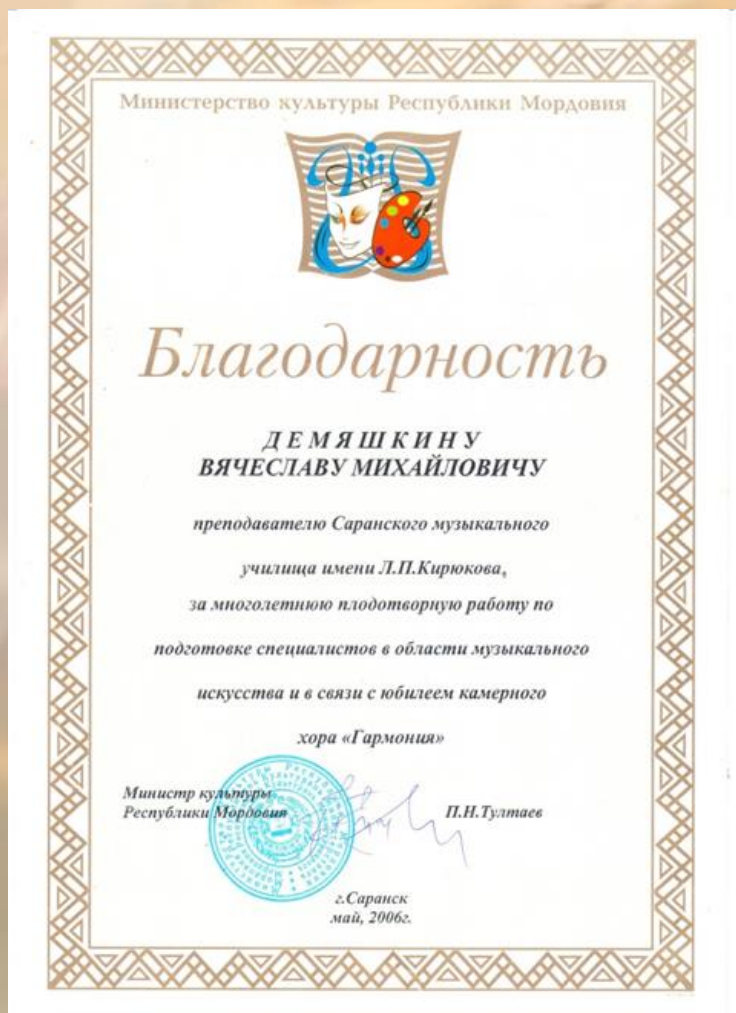 Министерство культуры Республики Мордовия
Благодарность
Д Е М Я Ш К И Н У
ВЯЧЕСЛАВУ МИХАЙЛОВИЧУ
преподавателю Саранского музыкального
училища имени Л.П.Кирюкова,
за многолетнюю плодотворную работу по
подготовке специалистов в области музыкального
искусства и в связи с юбилеем камерного
хора «Гармония»
Министр культуры
Республики Мордовия П.Н.Тултаев
г.Саранск
май, 2006г.